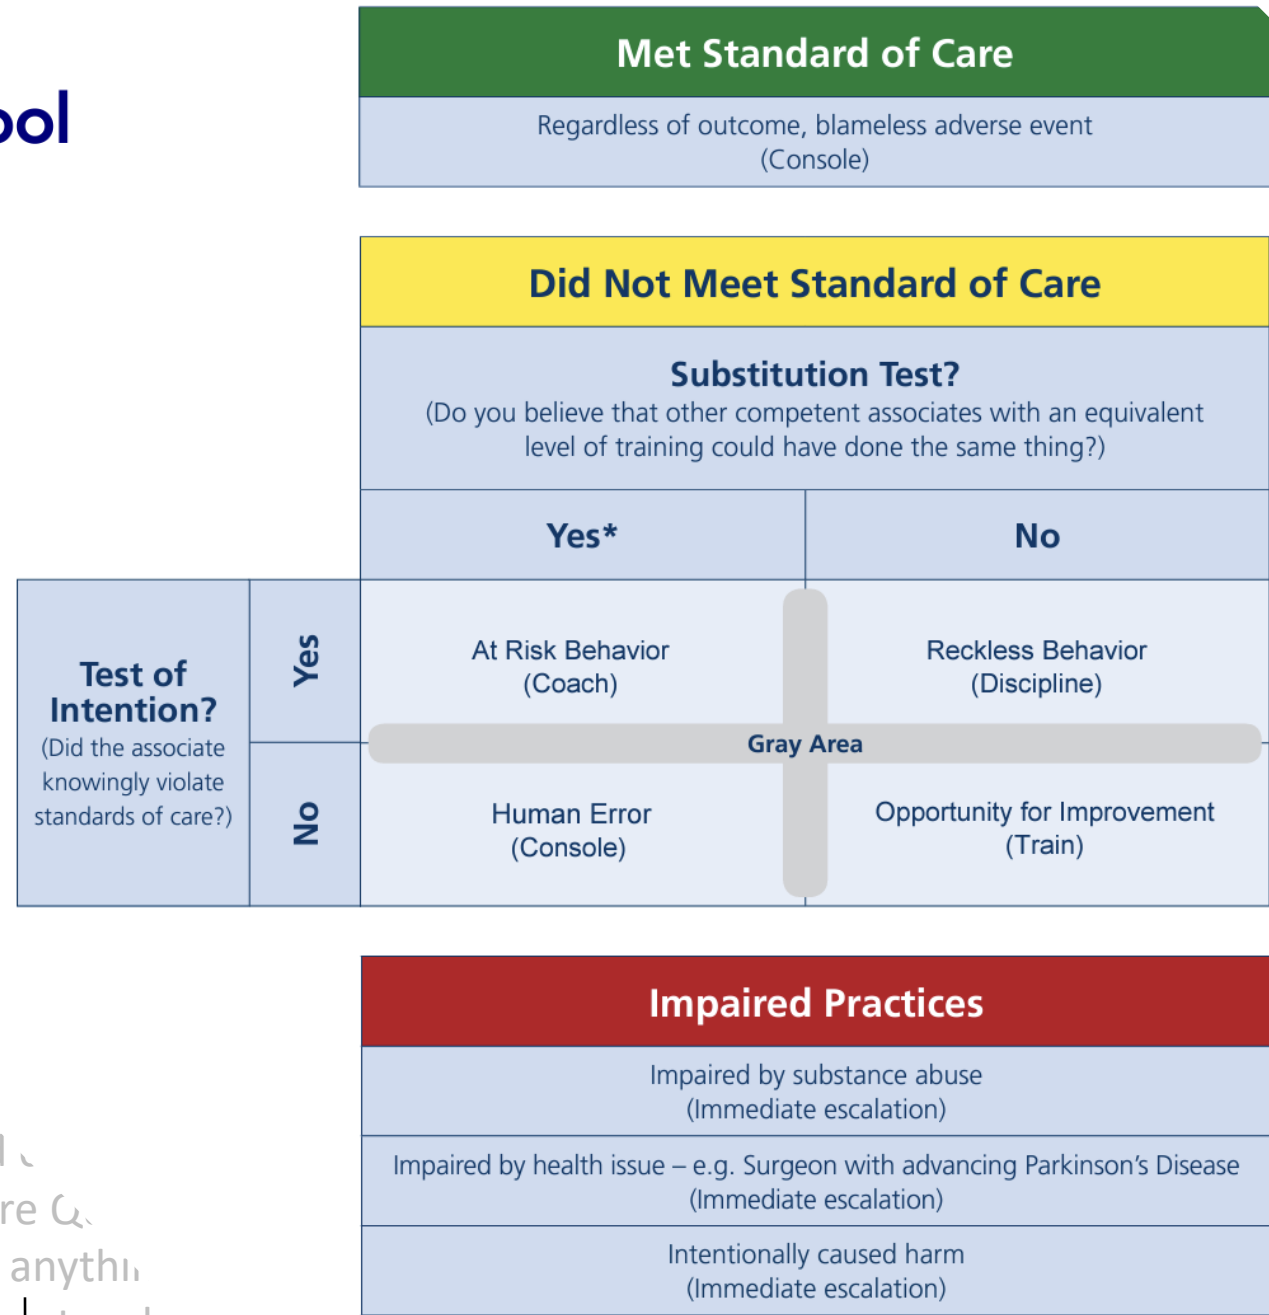 Met Standard of Care
Regardless of outcome, blameless adverse event
(Console)
Did Not Meet Standard of Care
Substitution Test?
(Do you believe that other competent associates with an equivalent
level of training could have done the same thing?)
Yes*
No
Test of
Intention?
(Did the associate
knowingly violate
standards of care?)
Yes
At Risk Behavior
(Coach)
Reckless Behavior
(Discipline)
Gray Area
No
Human Error
(Console)
Opportunity for Improvement
(Train)
Impaired Practices
Impaired by substance abuse
(Immediate escalation)
Impaired by health issue – e.g. Surgeon with advancing Parkinson's Disease
(Immediate escalation)
Intentionally caused harm
(Immediate escalation)